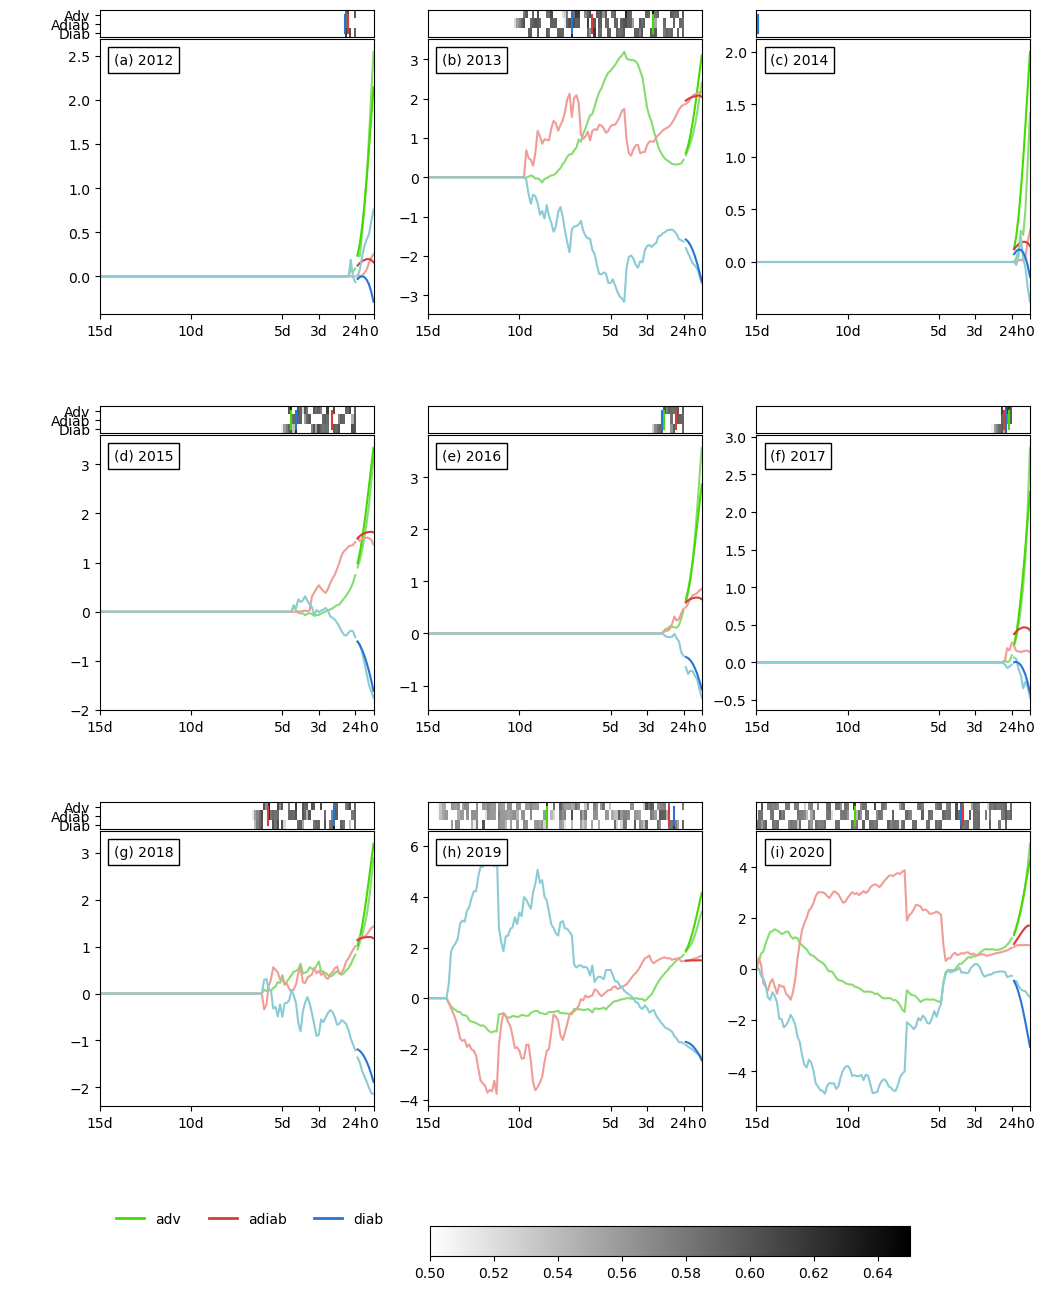 Adv
Adiab
Diab
(a) 2012
2.5
2.0
1.5
1.0
0.5
0.0
15d 10d 5d 3d 24h 0
(b) 2013
3
2
1
0
−1
−2
−3
15d 10d 5d 3d 24h 0
(c) 2014
2.0
1.5
1.0
0.5
0.0
15d 10d 5d 3d 24h 0
Adv
Adiab
Diab
(d) 2015
3
2
1
0
−1
−2
15d 10d 5d 3d 24h 0
(e) 2016
3
2
1
0
−1
15d 10d 5d 3d 24h 0
(f) 2017
3.0
2.5
2.0
1.5
1.0
0.5
0.0
−0.5
15d 10d 5d 3d 24h 0
Adv
Adiab
Diab
(g) 2018
3
2
1
0
−1
−2
15d 10d 5d 3d 24h 0
(h) 2019
6
4
2
0
−2
−4
15d 10d 5d 3d 24h 0
(i) 2020
4
2
0
−2
−4
15d 10d 5d 3d 24h 0
adv adiab diab
0.50 0.52 0.54 0.56 0.58 0.60 0.62 0.64